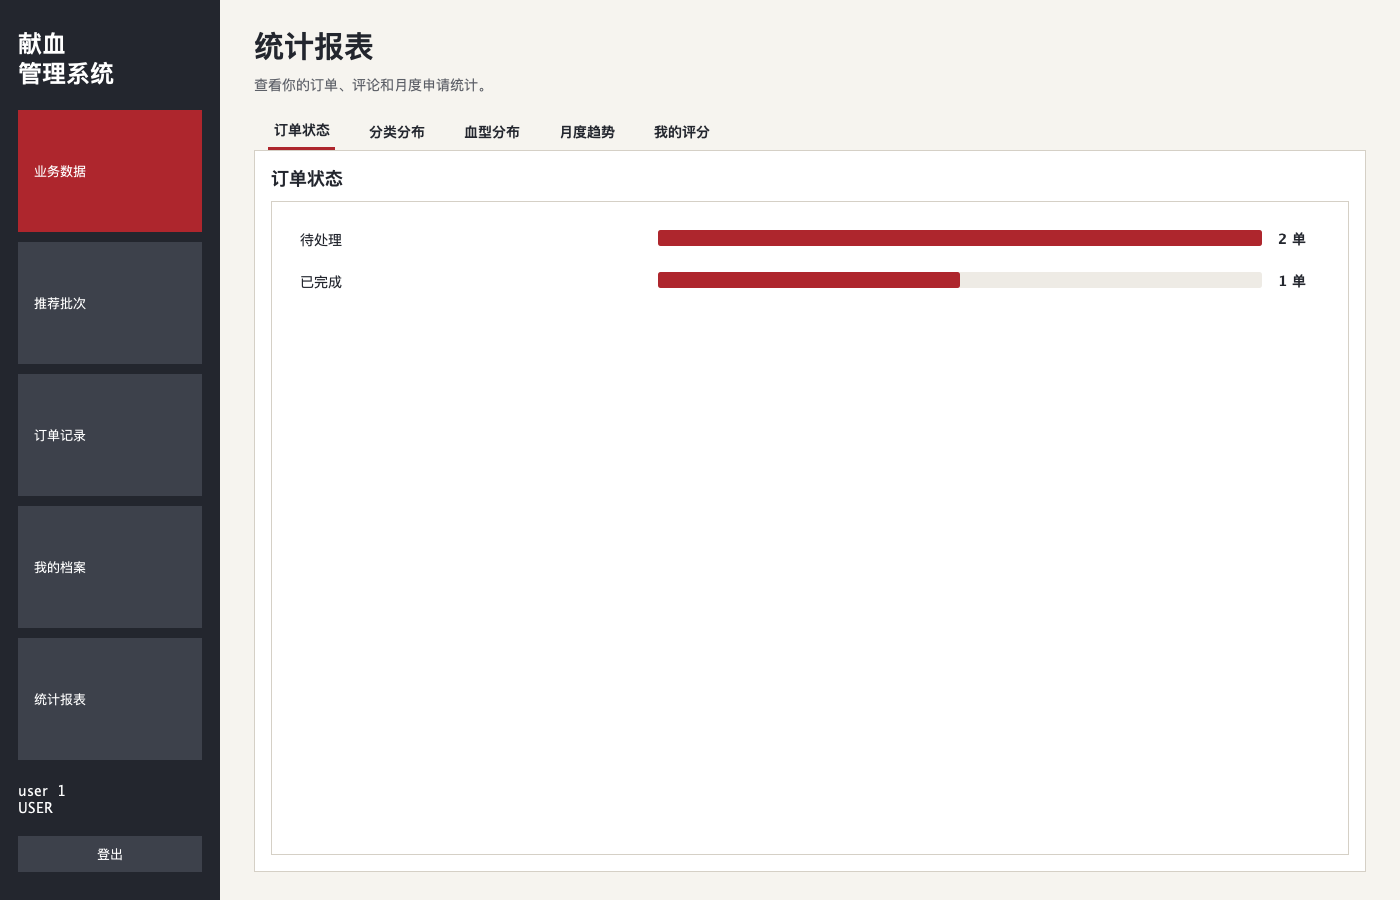 献血
管理系统
业务数据
推荐批次
订单记录
我的档案
统计报表
user 1
USER
登出
统计报表
查看你的订单、评论和月度申请统计。
订单状态 分类分布 血型分布 月度趋势 我的评分
订单状态
待处理 2 单
已完成 1 单